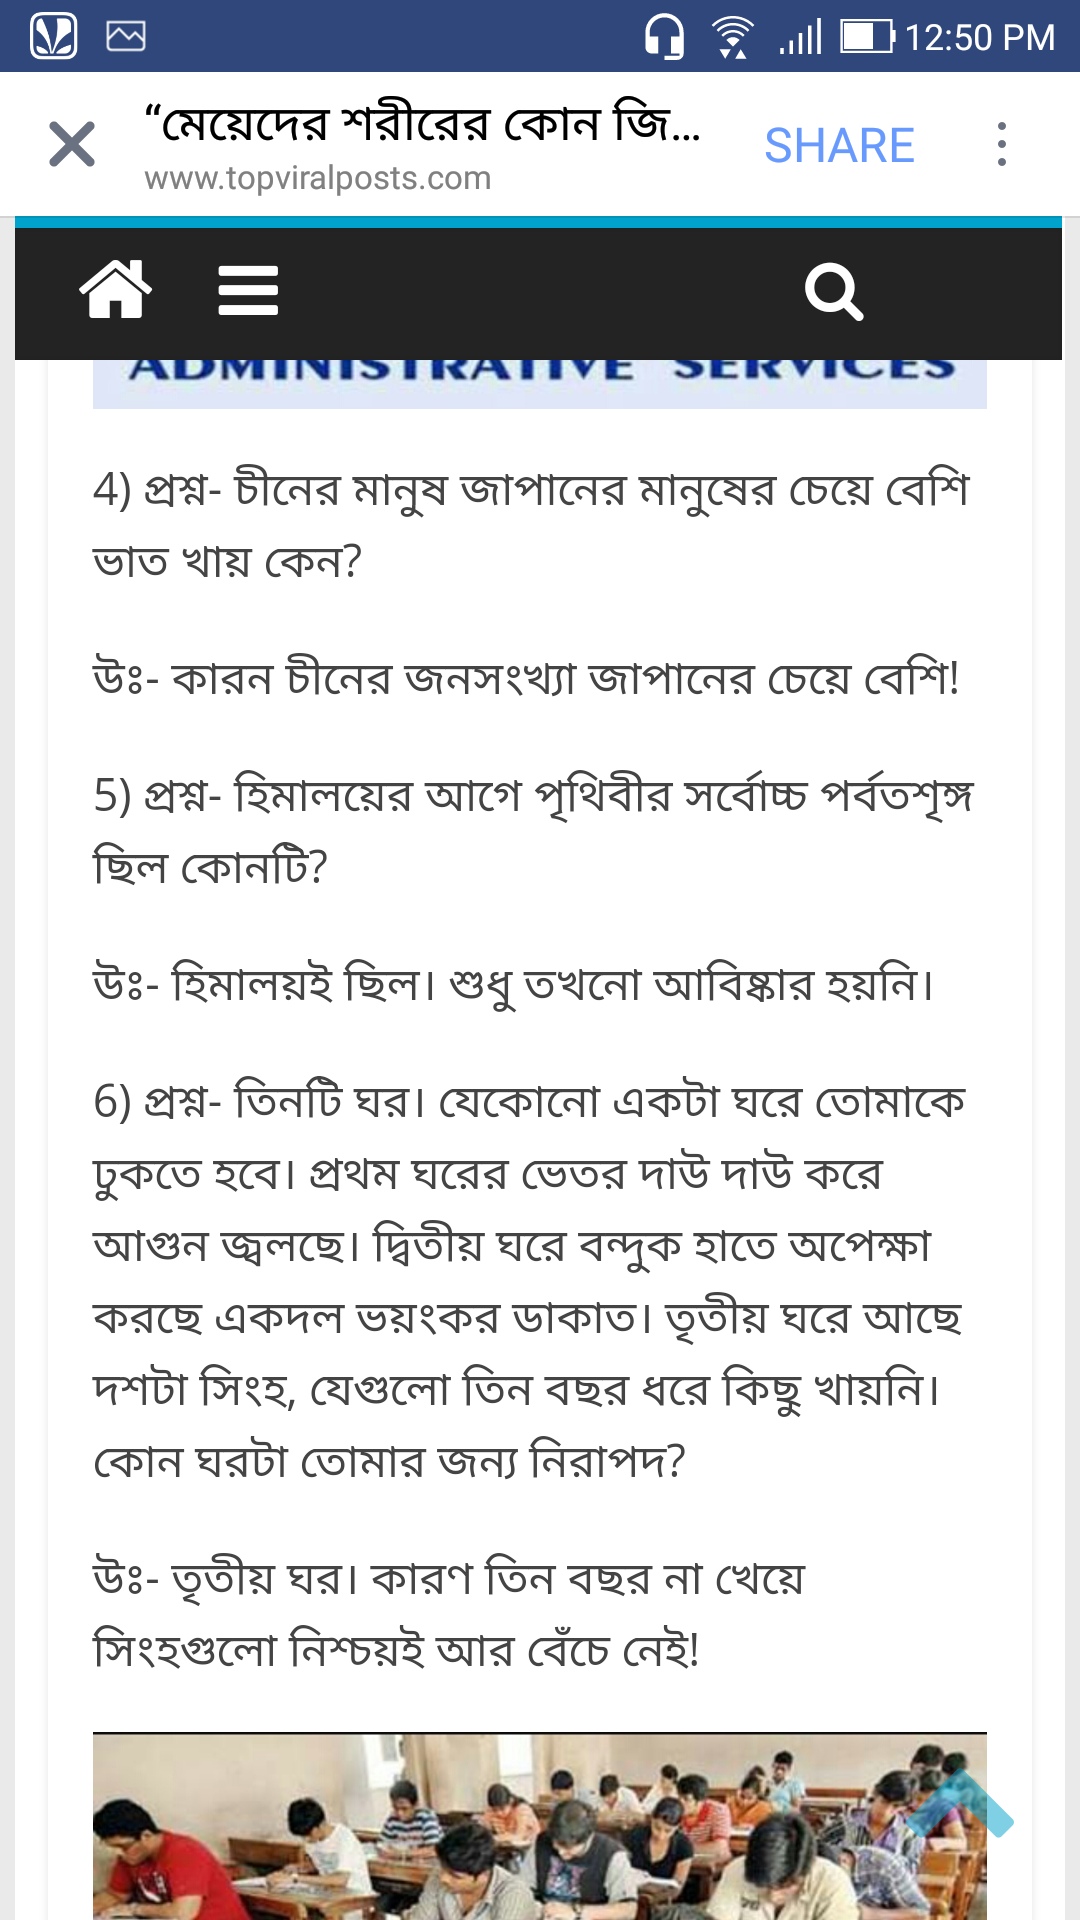 12:50 PM
“মেয়েদের শরীরের কোন জি...
SHARE
www.topviralposts.com
ADMINISTRATIVE SERVICES
4) প্রশ্ন- চীনের মানুষ জাপানের মানুষের চেয়ে বেশি
ভাত খায় কেন?
উঃ- কারন চীনের জনসংখ্যা জাপানের চেয়ে বেশি!
5) প্রশ্ন- হিমালয়ের আগে পৃথিবীর সর্বোচ্চ পর্বতশৃঙ্গ
ছিল কোনটি?
উঃ- হিমালয়ই ছিল। শুধু তখনো আবিষ্কার হয়নি।
6) প্রশ্ন- তিনটি ঘর। যেকোনো একটা ঘরে তোমাকে
ঢুকতে হবে। প্রথম ঘরের ভেতর দাউ দাউ করে
আগুন জ্বলছে। দ্বিতীয় ঘরে বন্দুক হাতে অপেক্ষা
করছে একদল ভয়ংকর ডাকাত। তৃতীয় ঘরে আছে
দশটা সিংহ, যেগুলো তিন বছর ধরে কিছু খায়নি।
কোন ঘরটা তোমার জন্য নিরাপদ?
উঃ- তৃতীয় ঘর। কারণ তিন বছর না খেয়ে
সিংহগুলো নিশ্চয়ই আর বেঁচে নেই!